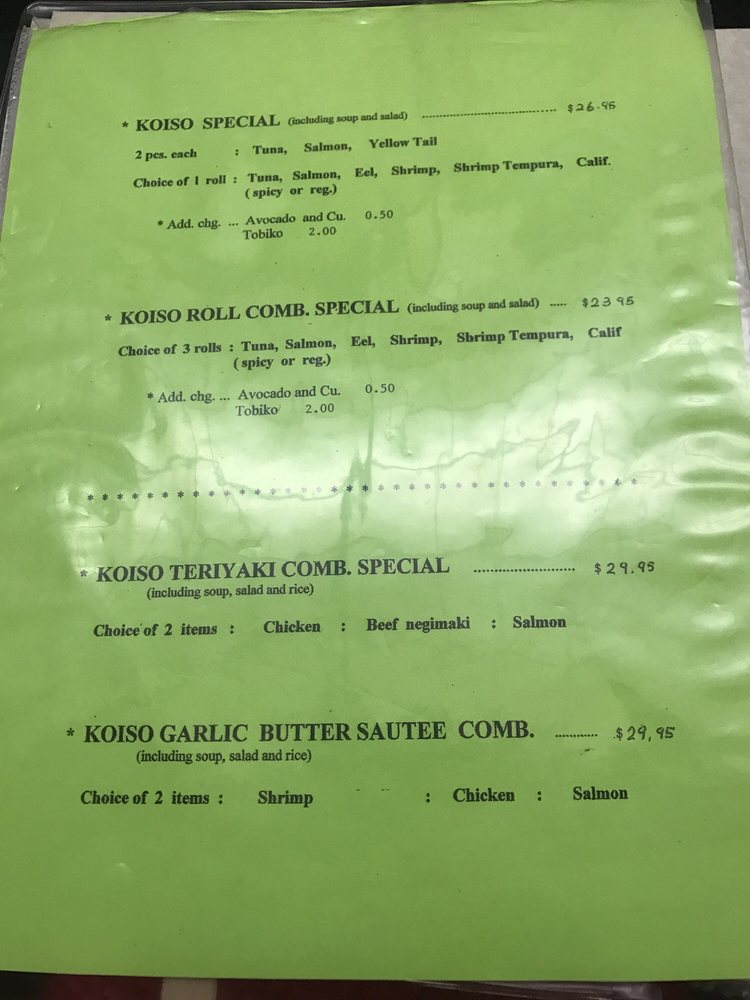 * KOISO SPECIAL (including soup and salad) ........................................ $26.95
2 pcs. each : Tuna, Salmon, Yellow Tail
Choice of 1 roll : Tuna, Salmon, Eel, Shrimp, Shrimp Tempura, Calif.
(spicy or reg.)
* Add. chg. ... Avocado and Cu. 0.50
Tobiko 2.00
* KOISO ROLL COMB. SPECIAL (including soup and salad) ..... $23 95
Choice of 3 rolls : Tuna, Salmon, Eel, Shrimp, Shrimp Tempura, Calif
(spicy or reg.)
* Add. chg. ... Avocado and Cu. 0.50
Tobiko 2.00
* * * * * * * * * * * * * * * * * * * * * * * * * * * * * * * * * * * *
* KOISO TERIYAKI COMB. SPECIAL .......................... $29.95
(including soup, salad and rice)
Choice of 2 items : Chicken : Beef negimaki : Salmon
* KOISO GARLIC BUTTER SAUTEE COMB. ........... $29,95
(including soup, salad and rice)
Choice of 2 items : Shrimp : Chicken : Salmon